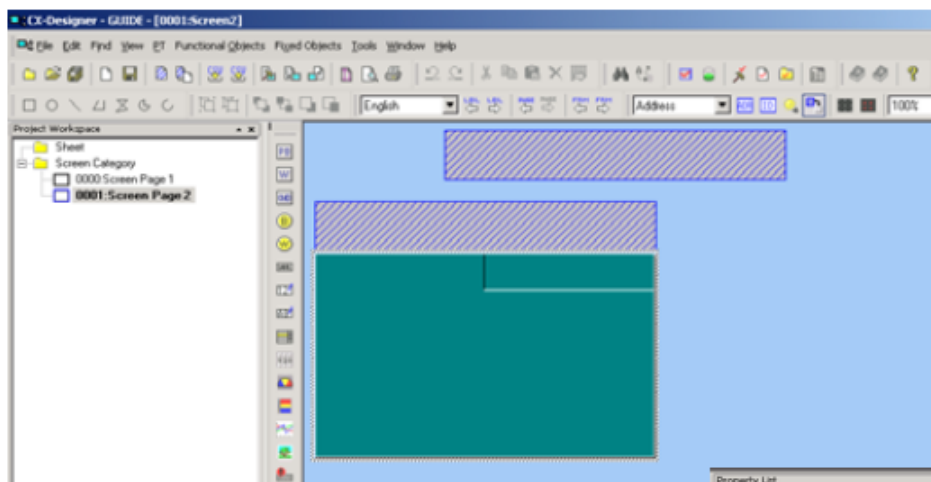 CX-Designer - GUIDE - [0001:Screen2]
File Edit Find View PT Functional Objects Fixed Objects Tools Window Help
English Address 100%
Project Workspace
Sheet
Screen Category
0000:Screen Page 1
0001:Screen Page 2
Property List